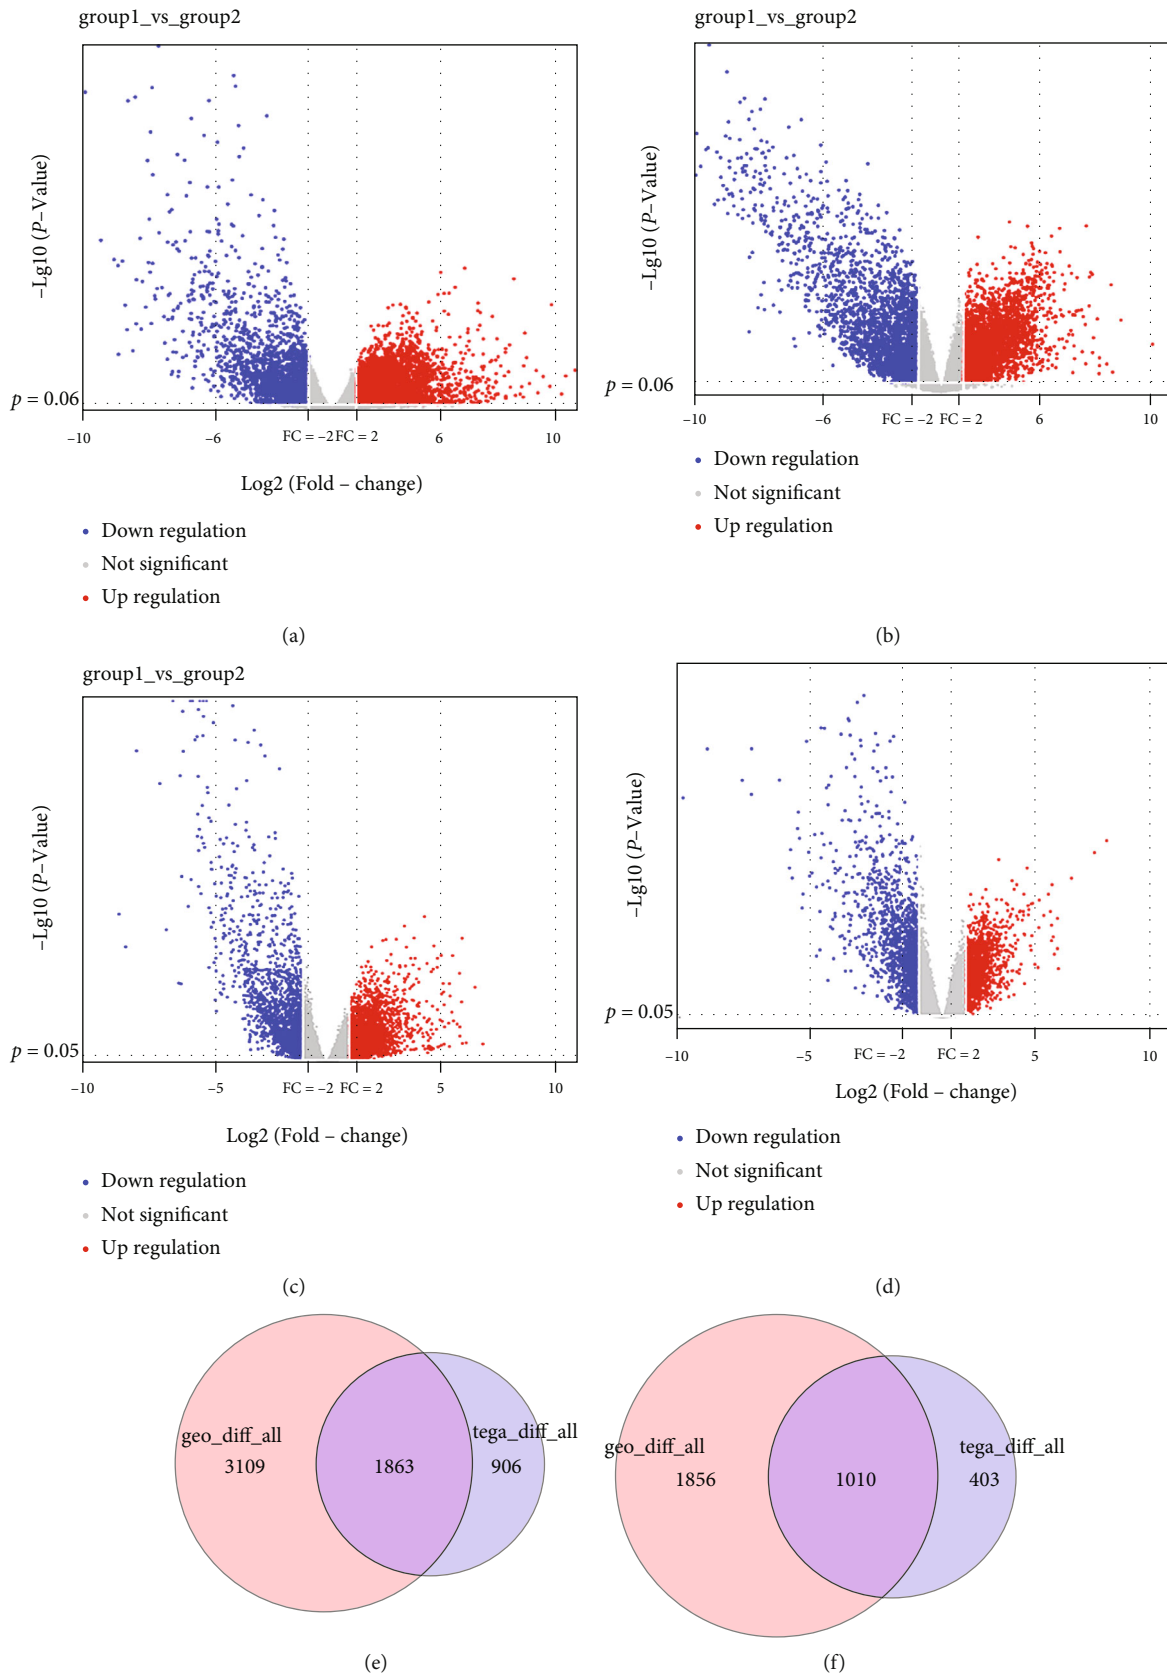 group1_vs_group2
–Lg10 (P–Value)
p = 0.06
–10 –6 FC = –2 FC = 2 6 10
Log2 (Fold – change)
Down regulation
Not significant
Up regulation
(a)
group1_vs_group2
–Lg10 (P–Value)
p = 0.06
–10 –6 FC = –2 FC = 2 6 10
Down regulation
Not significant
Up regulation
(b)
group1_vs_group2
–Lg10 (P–Value)
p = 0.05
–10 –5 FC = –2 FC = 2 5 10
Log2 (Fold – change)
Down regulation
Not significant
Up regulation
(c)
–Lg10 (P–Value)
p = 0.05
–10 –5 FC = –2 FC = 2 5 10
Log2 (Fold – change)
Down regulation
Not significant
Up regulation
(d)
geo_diff_all tega_diff_all
3109 1863 906
(e)
geo_diff_all tega_diff_all
1856 1010 403
(f)